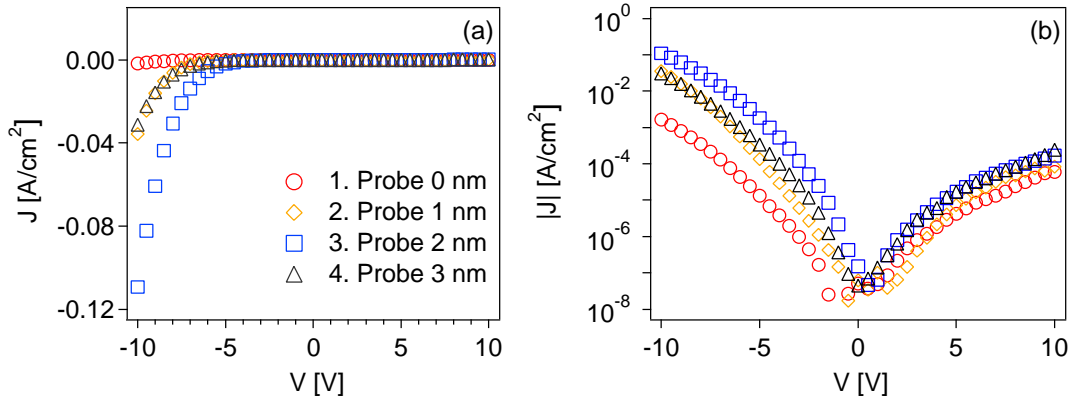 (a)
0.00
-0.04
-0.08
-0.12
J [A/cm²]
1. Probe 0 nm
2. Probe 1 nm
3. Probe 2 nm
4. Probe 3 nm
-10 -5 0 5 10
V [V]
(b)
10⁰
10⁻²
10⁻⁴
10⁻⁶
10⁻⁸
|J| [A/cm²]
-10 -5 0 5 10
V [V]